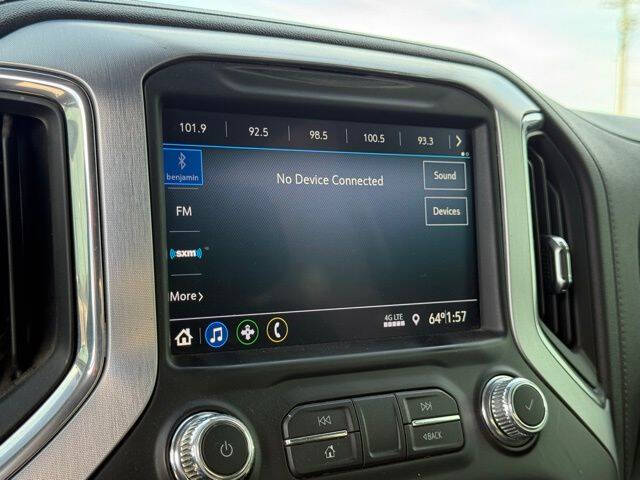 101.9 92.5 98.5 100.5 93.3
benjamin
No Device Connected
Sound
FM
Devices
sxm
More
4G LTE
64° 1:57
BACK